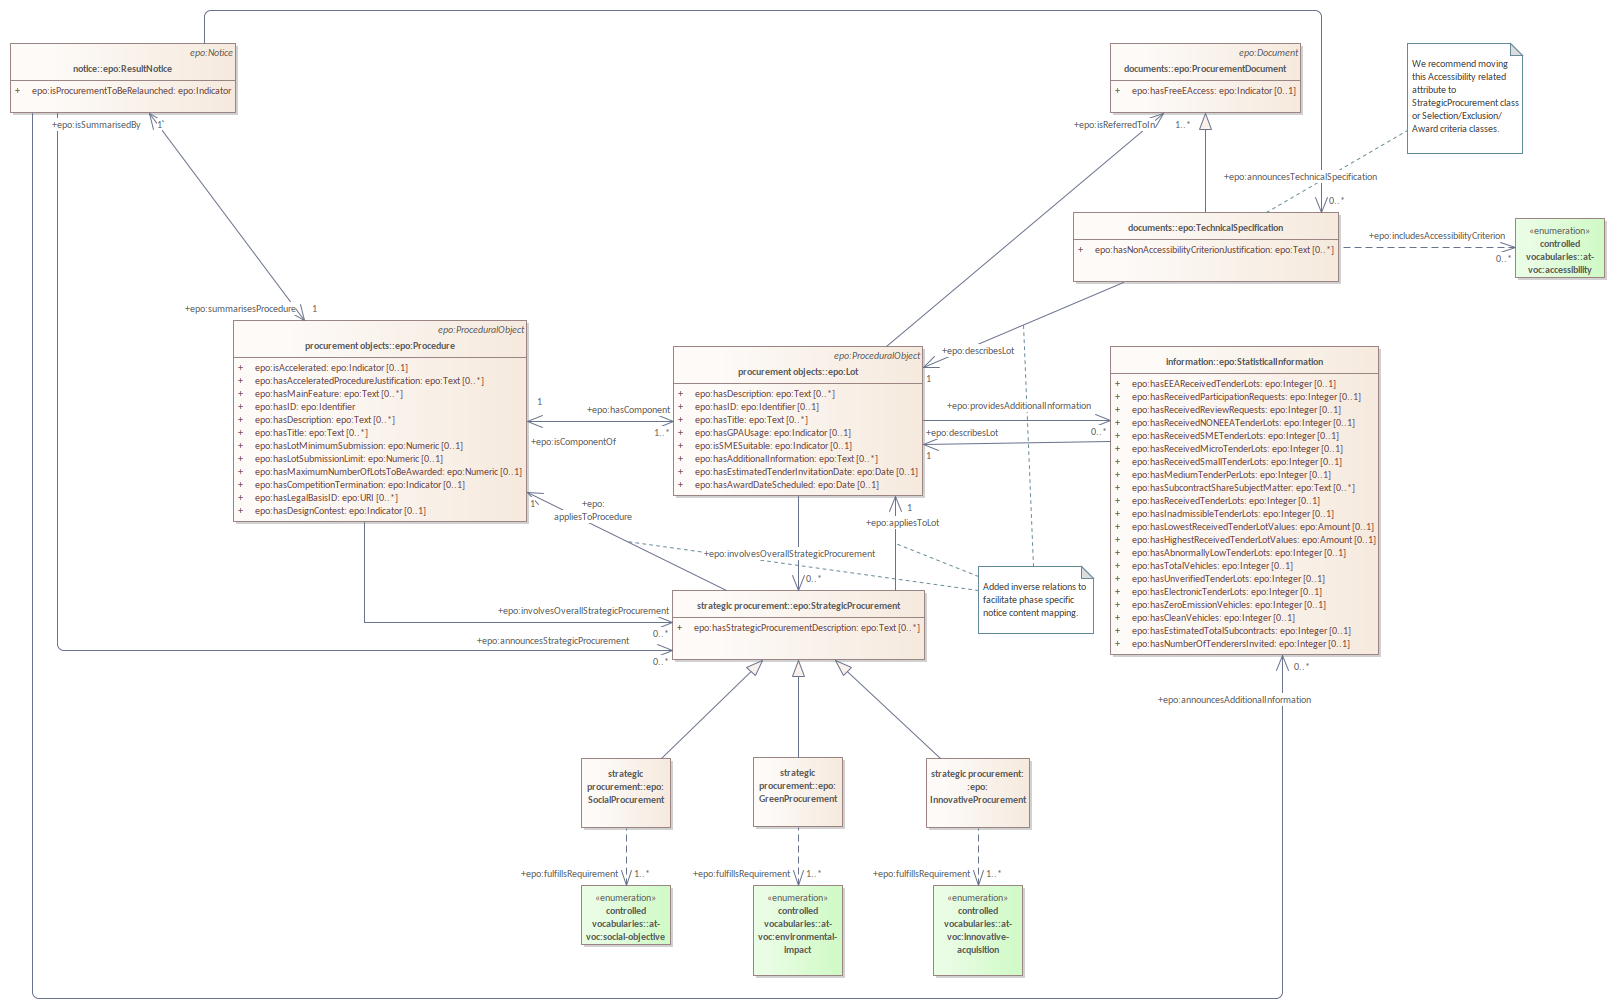 epo:Notice
notice::epo:ResultNotice
+ epo:isProcurementToBeRelaunched: epo:Indicator
epo:Document
documents::epo:ProcurementDocument
+ epo:hasFreeEAccess: epo:Indicator [0..1]
We recommend moving
this Accessibility related
attribute to
StrategicProcurement class
or Selection/Exclusion/
Award criteria classes.
+epo:isSummarisedBy
1
+epo:isReferredToIn
1..*
+epo:announcesTechnicalSpecification
0..*
documents::epo:TechnicalSpecification
+ epo:hasNonAccessibilityCriterionJustification: epo:Text [0..*]
+epo:includesAccessibilityCriterion
0..*
«enumeration»
controlled
vocabularies::at-
voc:accessibility
+epo:summarisesProcedure
1
epo:ProceduralObject
procurement objects::epo:Procedure
+ epo:isAccelerated: epo:Indicator [0..1]
+ epo:hasAcceleratedProcedureJustification: epo:Text [0..*]
+ epo:hasMainFeature: epo:Text [0..*]
+ epo:hasID: epo:Identifier
+ epo:hasDescription: epo:Text [0..*]
+ epo:hasTitle: epo:Text [0..*]
+ epo:hasLotMinimumSubmission: epo:Numeric [0..1]
+ epo:hasLotSubmissionLimit: epo:Numeric [0..1]
+ epo:hasMaximumNumberOfLotsToBeAwarded: epo:Numeric [0..1]
+ epo:hasCompetitionTermination: epo:Indicator [0..1]
+ epo:hasLegalBasisID: epo:URI [0..*]
+ epo:hasDesignContest: epo:Indicator [0..1]
1
+epo:hasComponent
1..*
+epo:isComponentOf
epo:ProceduralObject
procurement objects::epo:Lot
+ epo:hasDescription: epo:Text [0..*]
+ epo:hasID: epo:Identifier [0..1]
+ epo:hasTitle: epo:Text [0..*]
+ epo:hasGPAUsage: epo:Indicator [0..1]
+ epo:isSMESuitable: epo:Indicator [0..1]
+ epo:hasAdditionalInformation: epo:Text [0..*]
+ epo:hasEstimatedTenderInvitationDate: epo:Date [0..1]
+ epo:hasAwardDateScheduled: epo:Date [0..1]
+epo:describesLot
1
+epo:providesAdditionalInformation
0..*
+epo:describesLot
1
information::epo:StatisticalInformation
+ epo:hasEEAReceivedTenderLots: epo:Integer [0..1]
+ epo:hasReceivedParticipationRequests: epo:Integer [0..1]
+ epo:hasReceivedReviewRequests: epo:Integer [0..1]
+ epo:hasReceivedNONEEATenderLots: epo:Integer [0..1]
+ epo:hasReceivedSMETenderLots: epo:Integer [0..1]
+ epo:hasReceivedMicroTenderLots: epo:Integer [0..1]
+ epo:hasReceivedSmallTenderLots: epo:Integer [0..1]
+ epo:hasMediumTenderPerLots: epo:Integer [0..1]
+ epo:hasSubcontractShareSubjectMatter: epo:Text [0..*]
+ epo:hasReceivedTenderLots: epo:Integer [0..1]
+ epo:hasInadmissibleTenderLots: epo:Integer [0..1]
+ epo:hasLowestReceivedTenderLotValues: epo:Amount [0..1]
+ epo:hasHighestReceivedTenderLotValues: epo:Amount [0..1]
+ epo:hasAbnormallyLowTenderLots: epo:Integer [0..1]
+ epo:hasTotalVehicles: epo:Integer [0..1]
+ epo:hasUnverifiedTenderLots: epo:Integer [0..1]
+ epo:hasElectronicTenderLots: epo:Integer [0..1]
+ epo:hasZeroEmissionVehicles: epo:Integer [0..1]
+ epo:hasCleanVehicles: epo:Integer [0..1]
+ epo:hasEstimatedTotalSubcontracts: epo:Integer [0..1]
+ epo:hasNumberOfTenderersInvited: epo:Integer [0..1]
1
+epo:
appliesToProcedure
1
+epo:appliesToLot
+epo:involvesOverallStrategicProcurement
0..*
Added inverse relations to
facilitate phase specific
notice content mapping.
+epo:involvesOverallStrategicProcurement
0..*
+epo:announcesStrategicProcurement
0..*
strategic procurement::epo:StrategicProcurement
+ epo:hasStrategicProcurementDescription: epo:Text [0..*]
0..*
+epo:announcesAdditionalInformation
strategic
procurement::epo:
SocialProcurement
strategic
procurement::epo:
GreenProcurement
strategic procurement:
:epo:
InnovativeProcurement
+epo:fulfillsRequirement 1..*
+epo:fulfillsRequirement 1..*
+epo:fulfillsRequirement 1..*
«enumeration»
controlled
vocabularies::at-
voc:social-objective
«enumeration»
controlled
vocabularies::at-
voc:environmental-
impact
«enumeration»
controlled
vocabularies::at-
voc:innovative-
acquisition